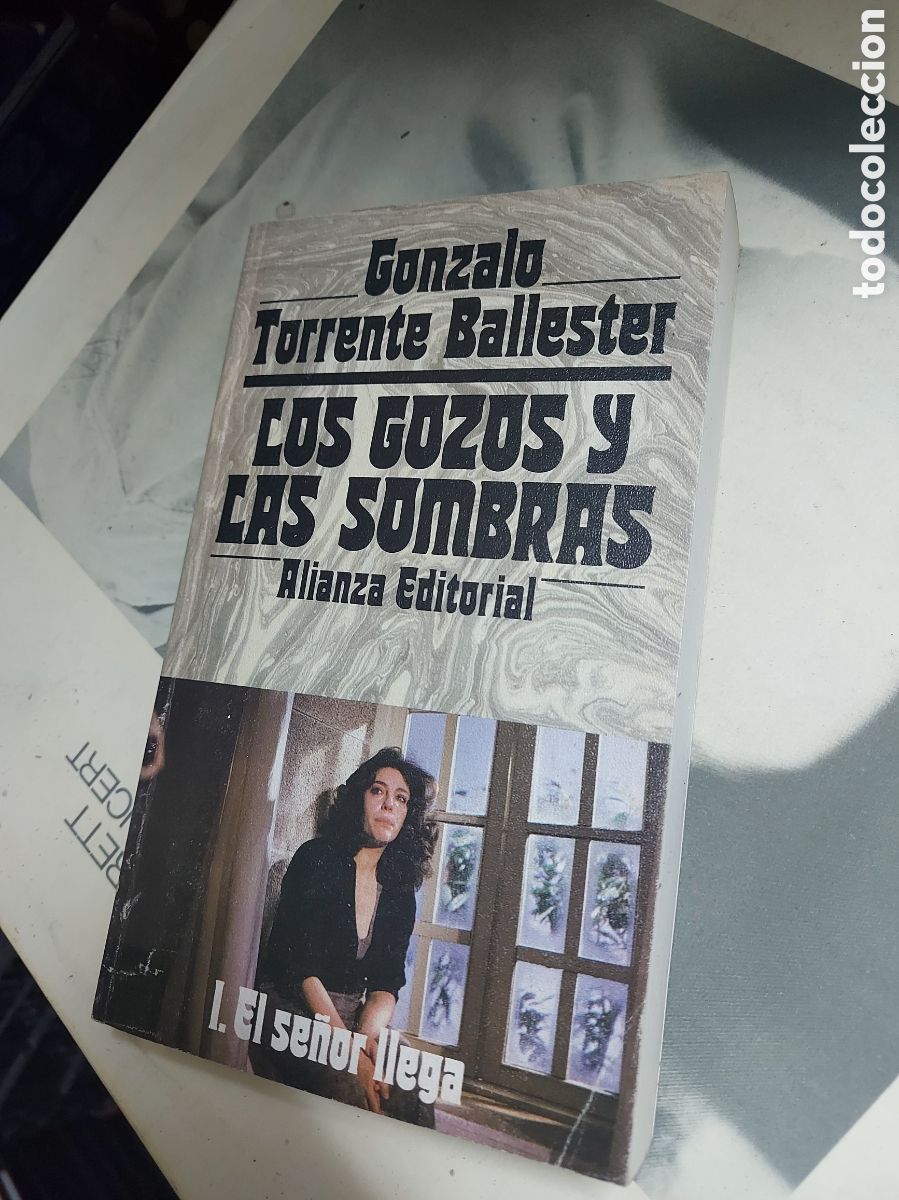 todocoleccion
Gonzalo
Torrente Ballester
LOS GOZOS Y
LAS SOMBRAS
Alianza Editorial
I. El señor llega